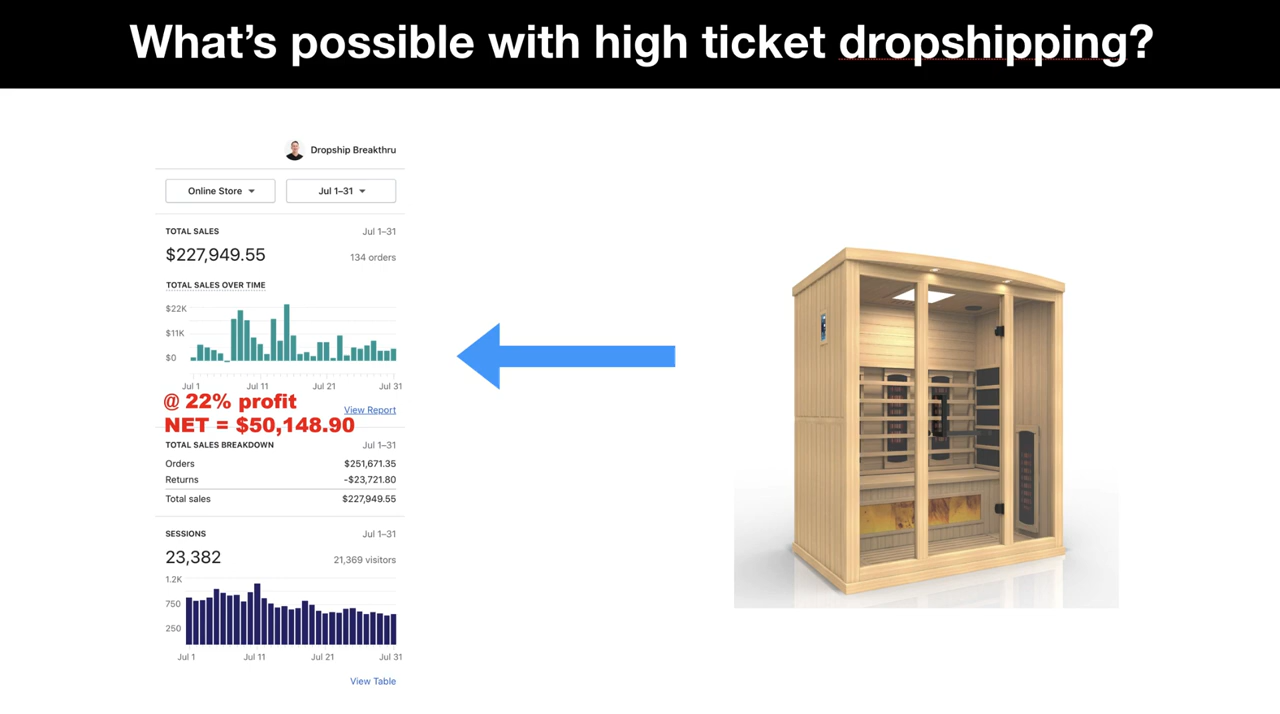 What's possible with high ticket dropshipping?
Dropship Breakthru
Online Store
Jul 1–31
TOTAL SALES
Jul 1–31
$227,949.55
134 orders
TOTAL SALES OVER TIME
$22K
$11K
$0
Jul 1
Jul 11
Jul 21
Jul 31
@ 22% profit
View Report
NET = $50,148.90
TOTAL SALES BREAKDOWN
Jul 1–31
Orders
$251,671.35
Returns
-$23,721.80
Total sales
$227,949.55
SESSIONS
Jul 1–31
23,382
21,369 visitors
1.2K
750
250
Jul 1
Jul 11
Jul 21
Jul 31
View Table